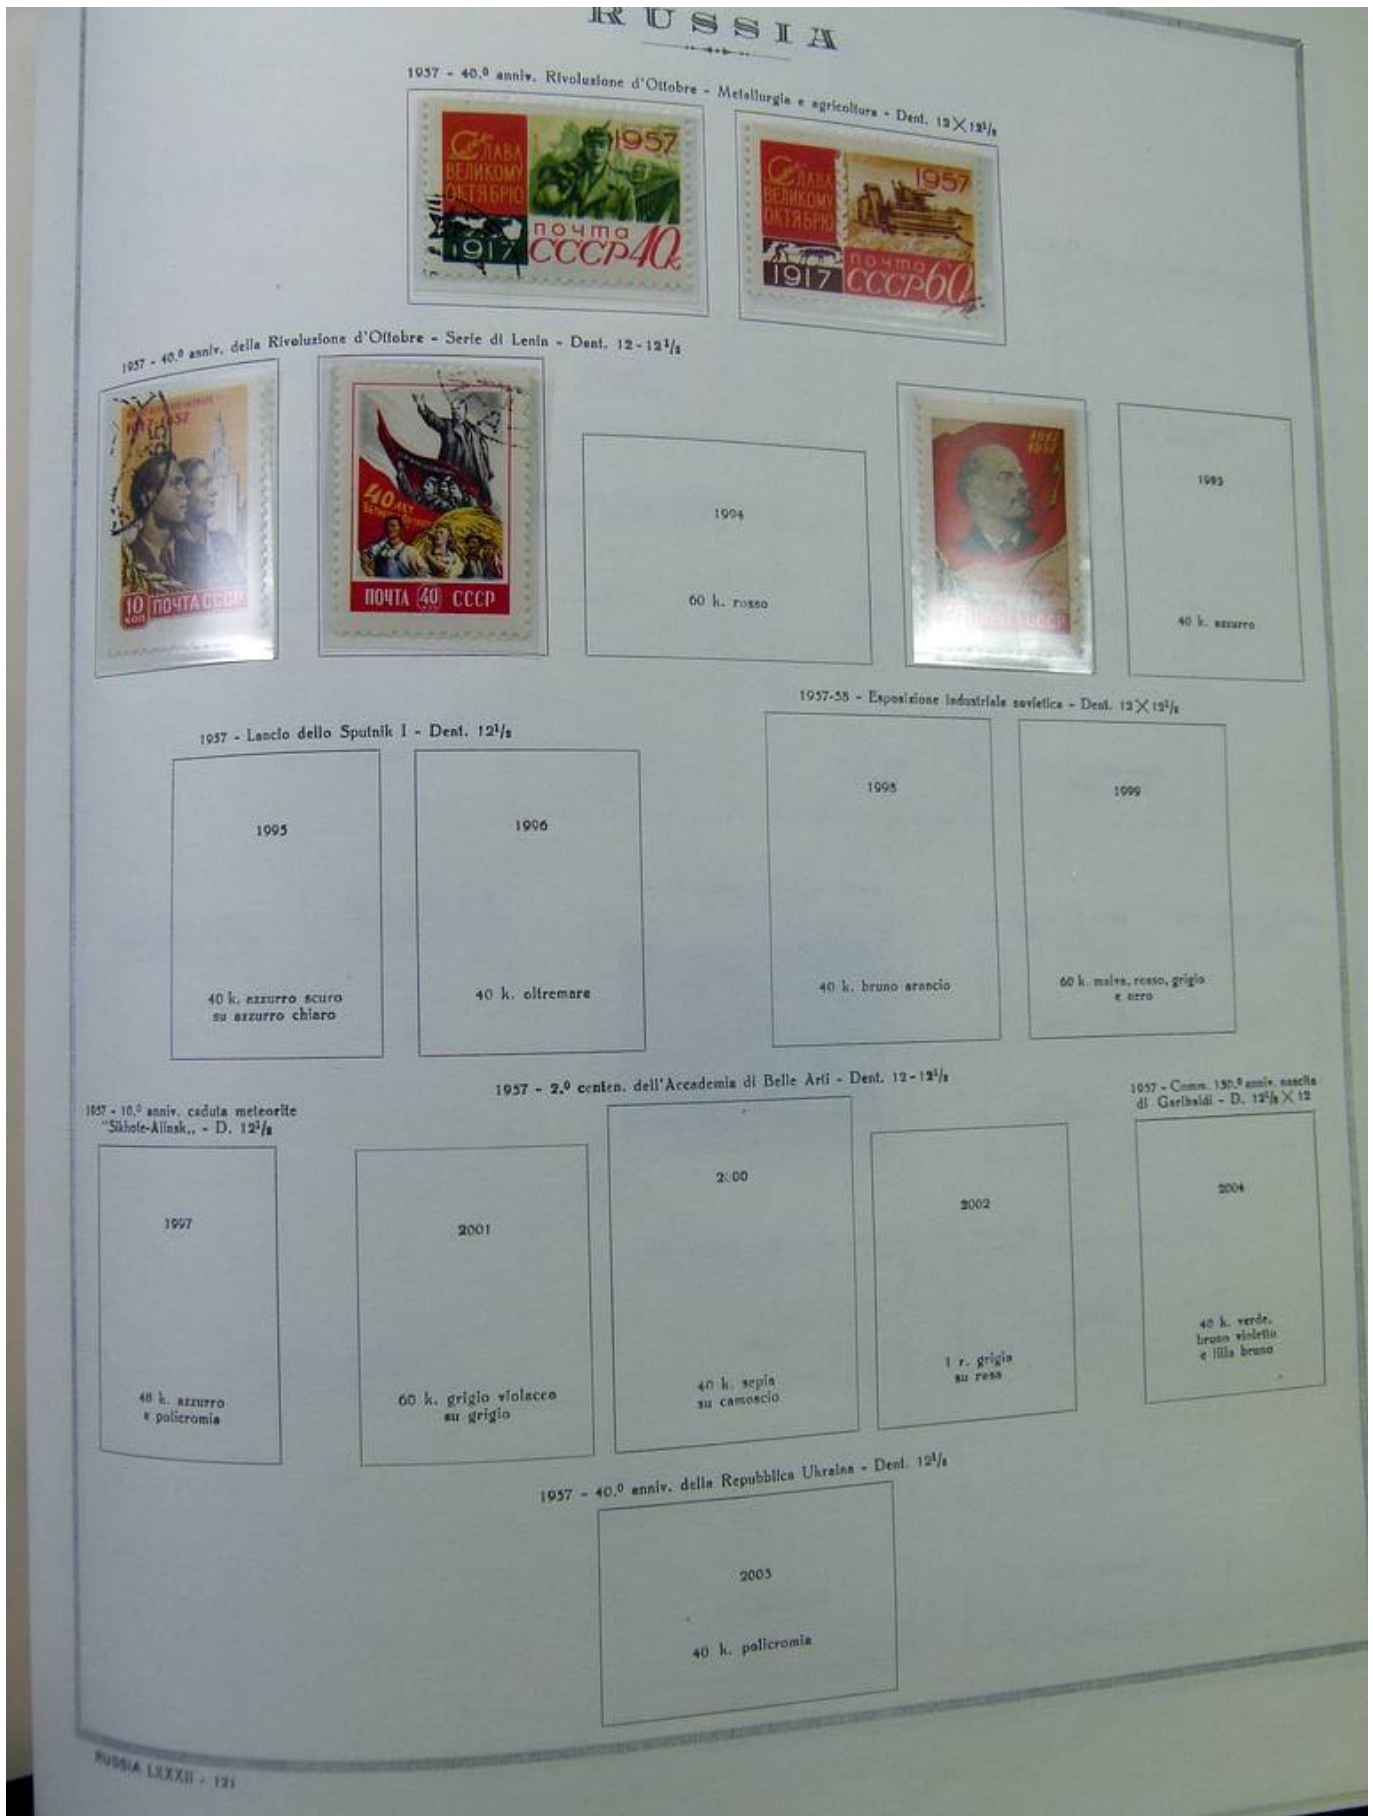 RUSSIA
1957 - 40.º anniv. Rivoluzione d'Ottobre - Metallurgia e agricoltura - Dent. 12 X 12¹/₂
СЛАВА
ВЕЛИКОМУ
ОКТЯБРЮ
1957
1917
ПОЧТА
СССР 40к
СЛАВА
ВЕЛИКОМУ
ОКТЯБРЮ
1957
1917
ПОЧТА
СССР 60к
1957 - 40.º anniv. della Rivoluzione d'Ottobre - Serie di Lenin - Dent. 12 - 12¹/₂
1917-1957
10 КОП ПОЧТА СССР
40 ЛЕТ
ПОЧТА 40 СССР
1994
60 k. rosso
1917
1957
40 ПОЧТА СССР
1993
40 k. azzurro
1957 - Lancio dello Sputnik I - Dent. 12¹/₂
1957-58 - Esposizione industriale sovietica - Dent. 12 X 12¹/₂
1995
40 k. azzurro scuro
su azzurro chiaro
1996
40 k. oltremare
1998
40 k. bruno arancio
1999
60 k. malva, rosso, grigio
e nero
1957 - 10.º anniv. caduta meteorite
"Sikhote-Alinsk„ - D. 12¹/₂
1957 - 2.º centen. dell'Accademia di Belle Arti - Dent. 12 - 12¹/₂
1957 - Comm. 150.º anniv. nascita
di Garibaldi - D. 12¹/₂ X 12
1997
40 k. azzurro
e policromia
2001
60 k. grigio violaceo
su grigio
2000
40 k. sepia
su camoscio
2002
1 r. grigio
su rosa
2004
40 k. verde,
bruno violetto
e lilla bruno
1957 - 40.º anniv. della Repubblica Ukraina - Dent. 12¹/₂
2003
40 k. policromia
RUSSIA LXXXII - 121